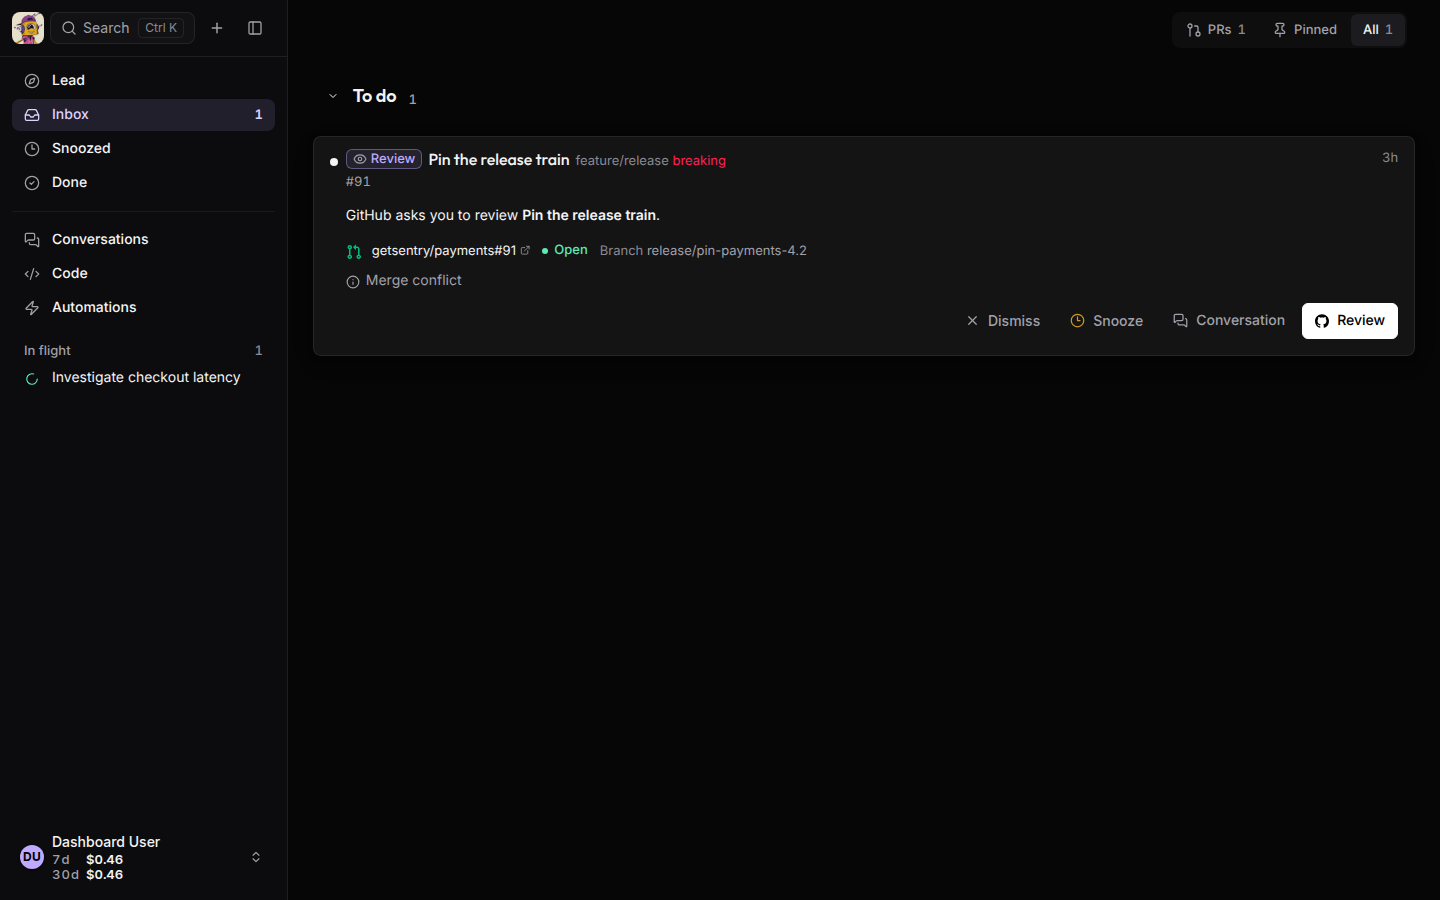 Search Ctrl K
PRs 1 Pinned All 1
Lead
Inbox 1
Snoozed
Done
Conversations
Code
Automations
In flight 1
Investigate checkout latency
To do 1
Review Pin the release train feature/release breaking 3h
#91
GitHub asks you to review Pin the release train.
getsentry/payments#91 Open Branch release/pin-payments-4.2
Merge conflict
Dismiss Snooze Conversation Review
DU Dashboard User
7d $0.46
30d $0.46